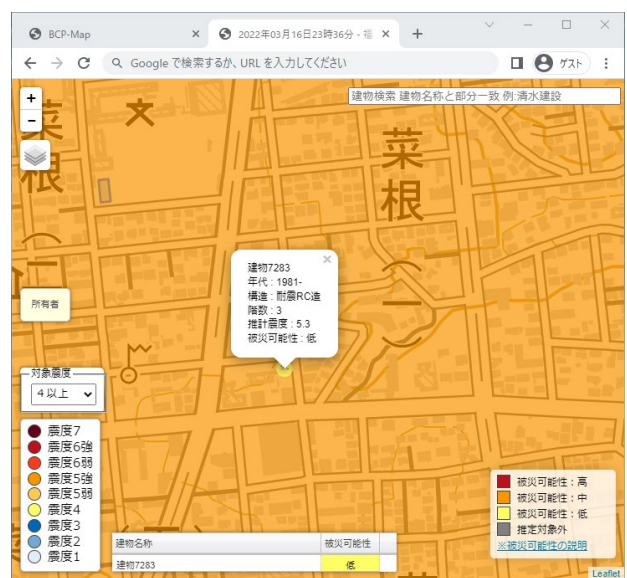 BCP-Map
2022年03月16日23時36分 - 福
Google で検索するか、URL を入力してください
ゲスト
建物検索 建物名称と部分一致 例:清水建設
+
−
文
菜根(一
菜根(一)
建物7283
年代 : 1981-
構造 : 耐震RC造
階数 : 3
推計震度 : 5.3
被災可能性 : 低
所有者
対象震度
4以上
震度7
震度6強
震度6弱
震度5強
震度5弱
震度4
震度3
震度2
震度1
被災可能性:高
被災可能性:中
被災可能性:低
推定対象外
※被災可能性の説明
建物名称 被災可能性
建物7283 低
Leaflet